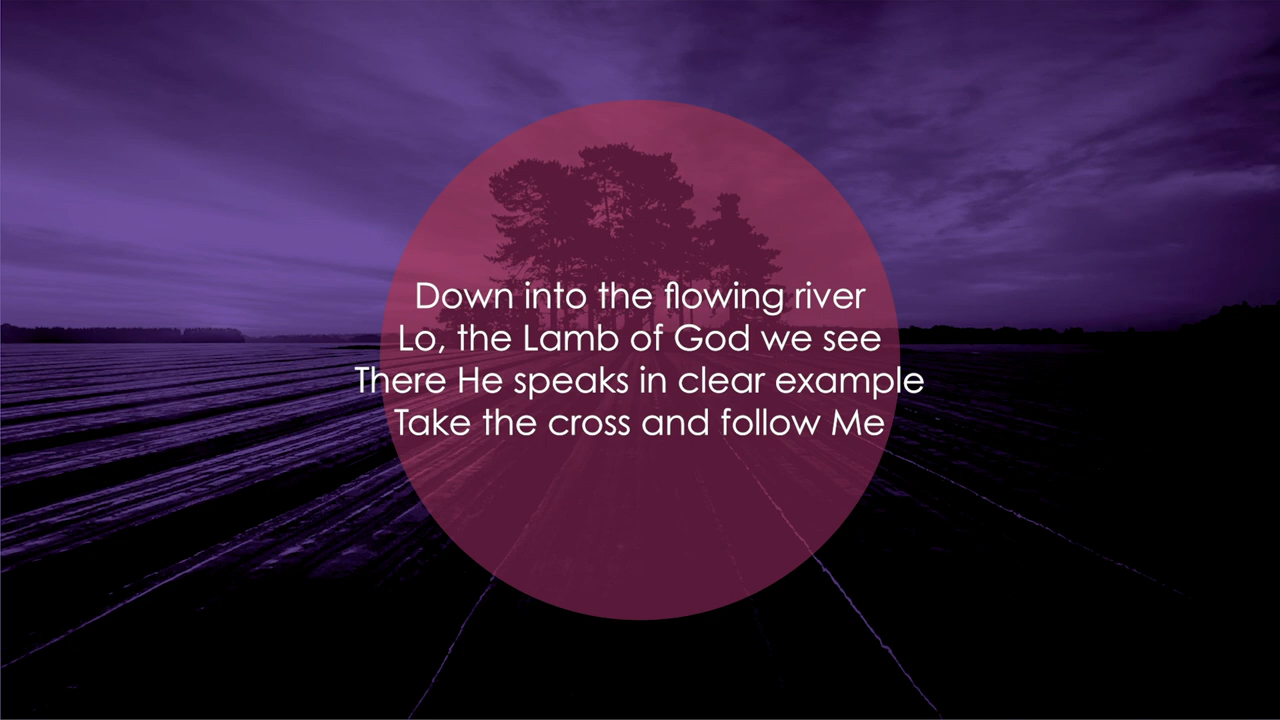 Down into the flowing river
Lo, the Lamb of God we see
There He speaks in clear example
Take the cross and follow Me